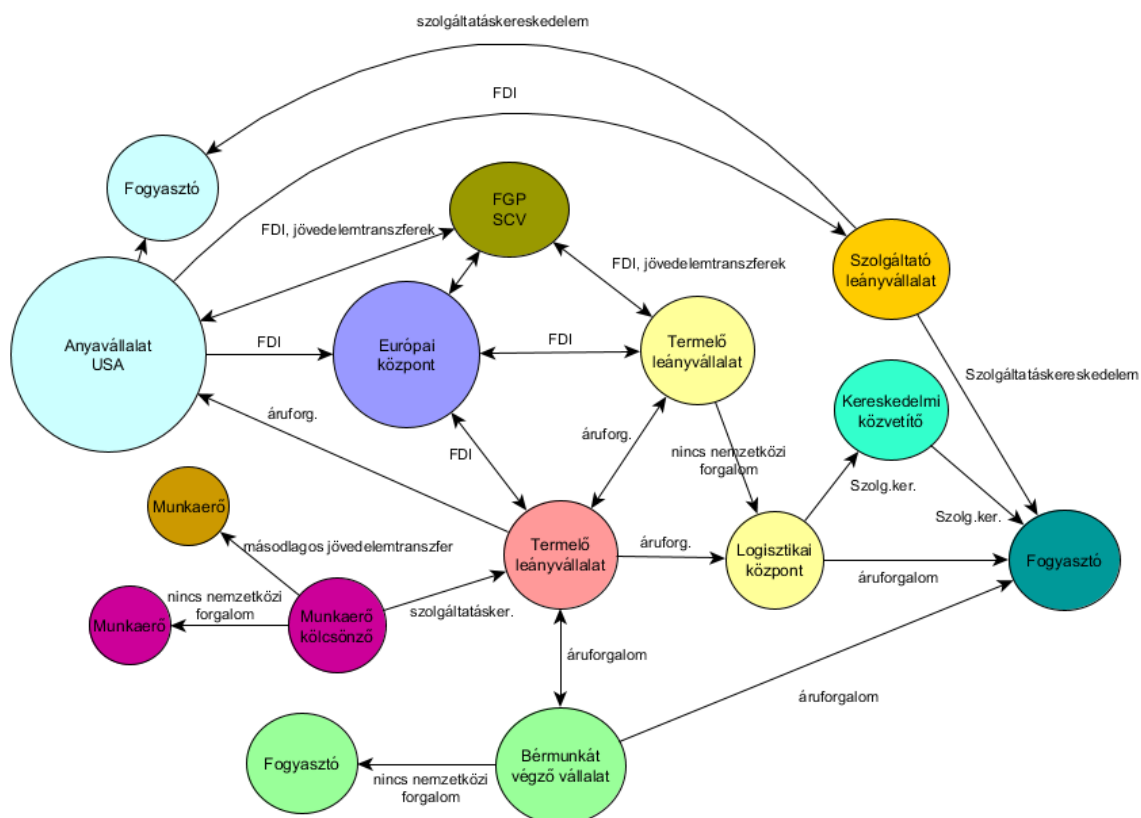 szolgáltatáskereskedelem
FDI
Fogyasztó
FGP
SCV
FDI, jövedelemtranszferek
Szolgáltató
leányvállalat
FDI, jövedelemtranszferek
Anyavállalat
USA
FDI
Európai
központ
FDI
Termelő
leányvállalat
Szolgáltatáskereskedelem
Kereskedelmi
közvetítő
áruforg.
áruforg.
FDI
nincs nemzetközi
forgalom
Szolg.ker.
Szolg.ker.
Munkaerő
másodlagos jövedelemtranszfer
Termelő
leányvállalat
áruforg.
Logisztikai
központ
áruforgalom
Fogyasztó
nincs nemzetközi
forgalom
Munkaerő
Munkaerő
kölcsönző
szolgáltatásker.
áruforgalom
áruforgalom
Fogyasztó
nincs nemzetközi
forgalom
Bérmunkát
végző vállalat